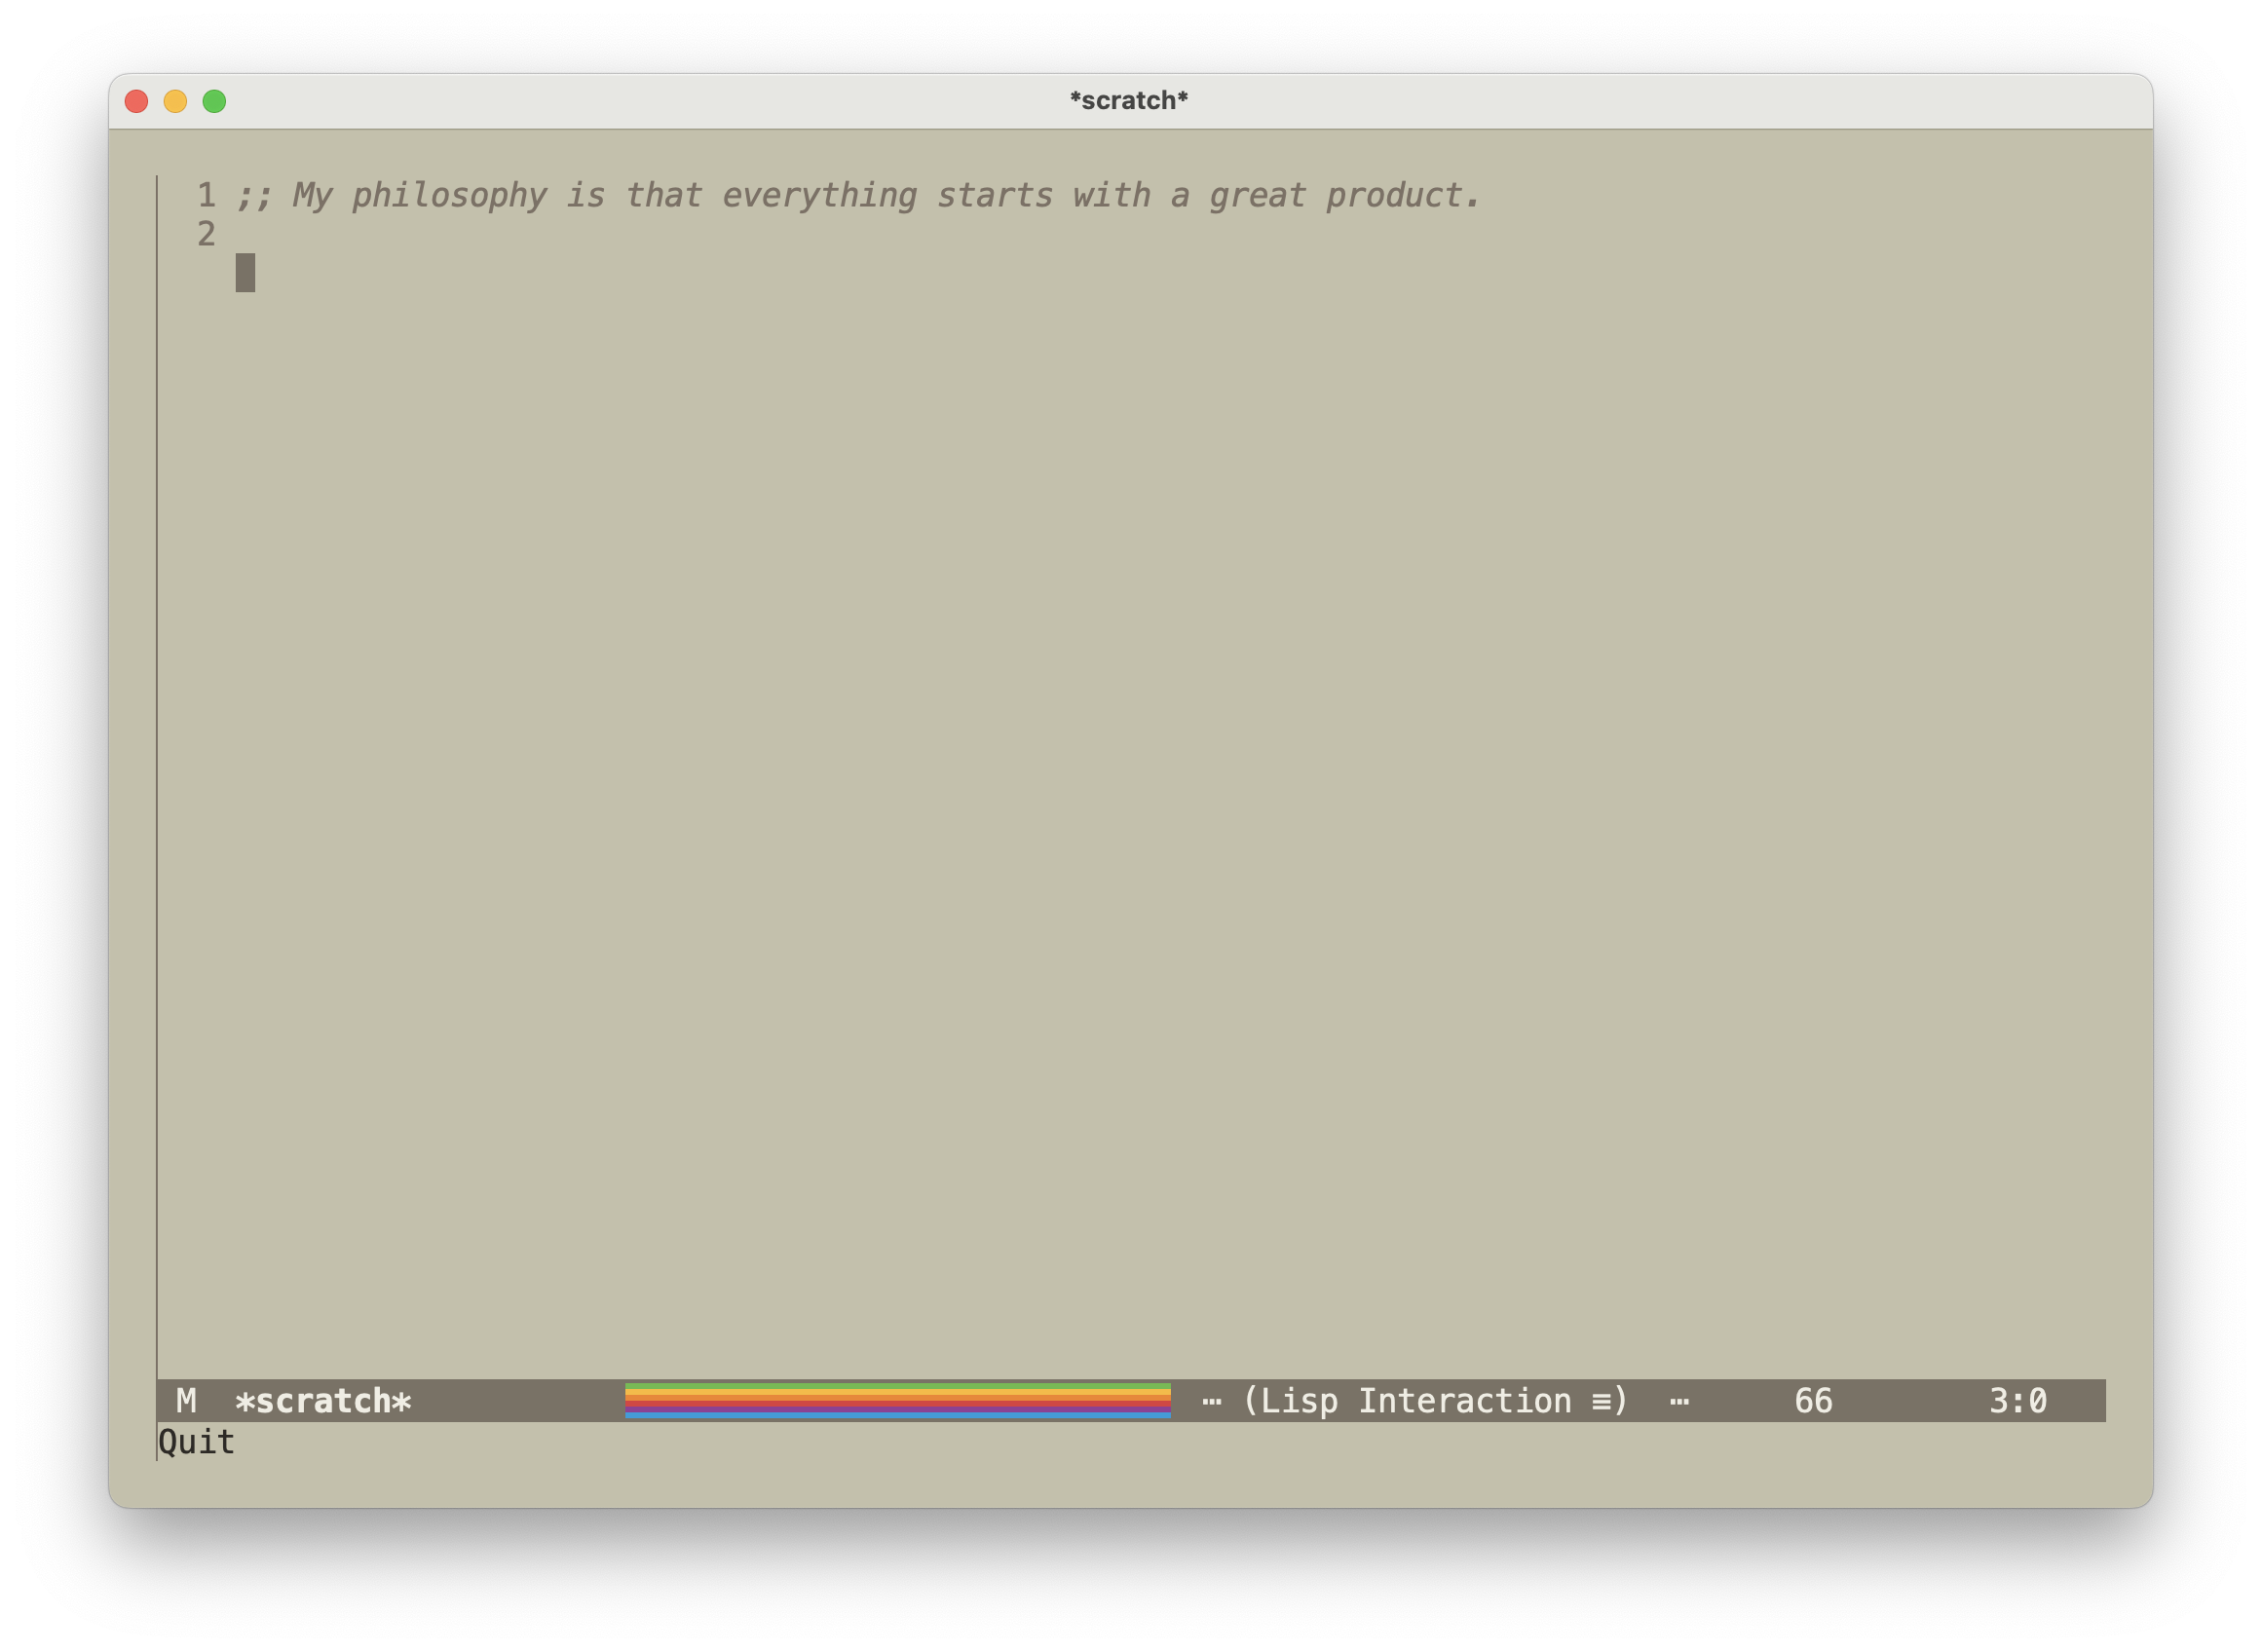 *scratch*
1 ;; My philosophy is that everything starts with a great product.
2
M *scratch* ⋯ (Lisp Interaction ≡) ⋯ 66 3:0
Quit